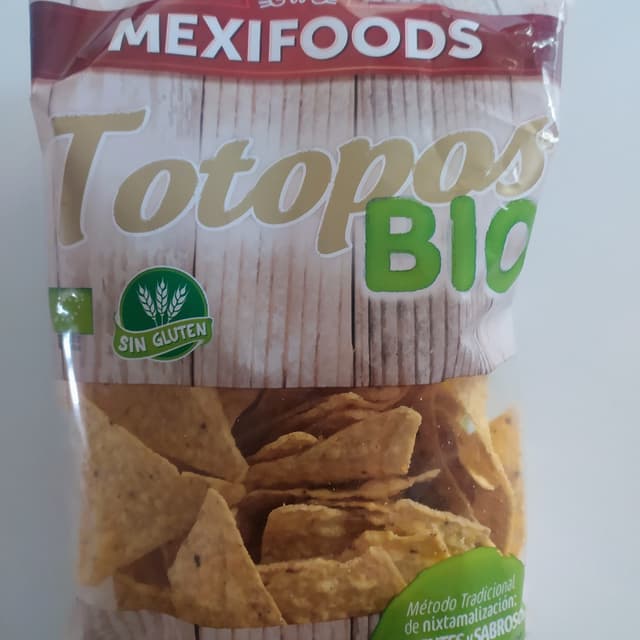 MEXIFOODS
Totopos
BIO
SIN GLUTEN
Método Tradicional
de nixtamalización: